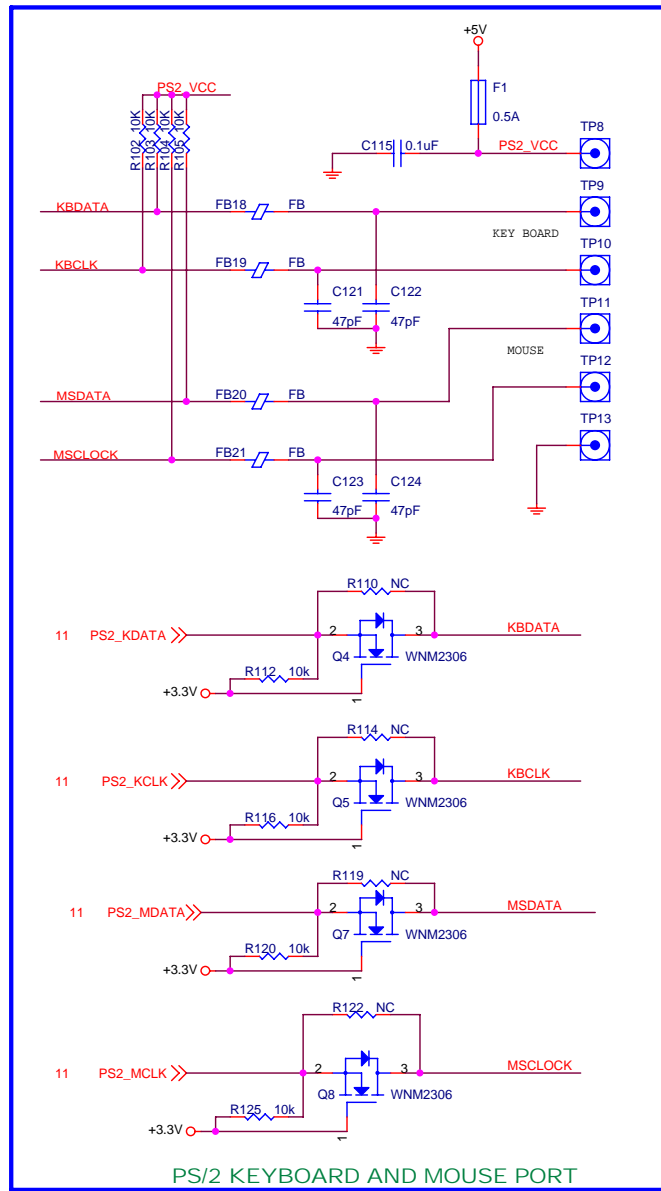 +5V
PS2_VCC
F1
0.5A
R102 10K
R103 10K
R104 10K
R105 10K
C115 0.1uF
PS2_VCC
TP8
KBDATA
FB18 FB
TP9
KEY BOARD
KBCLK
FB19 FB
TP10
C121
C122
47pF
47pF
TP11
MOUSE
MSDATA
FB20 FB
TP12
MSCLOCK
FB21 FB
TP13
C123
C124
47pF
47pF
R110 NC
11 PS2_KDATA
2 3
KBDATA
Q4 WNM2306
R112 10k
+3.3V
1
R114 NC
11 PS2_KCLK
2 3
KBCLK
Q5 WNM2306
R116 10k
+3.3V
1
R119 NC
11 PS2_MDATA
2 3
MSDATA
Q7 WNM2306
R120 10k
+3.3V
1
R122 NC
11 PS2_MCLK
2 3
MSCLOCK
Q8 WNM2306
R125 10k
+3.3V
1
PS/2 KEYBOARD AND MOUSE PORT